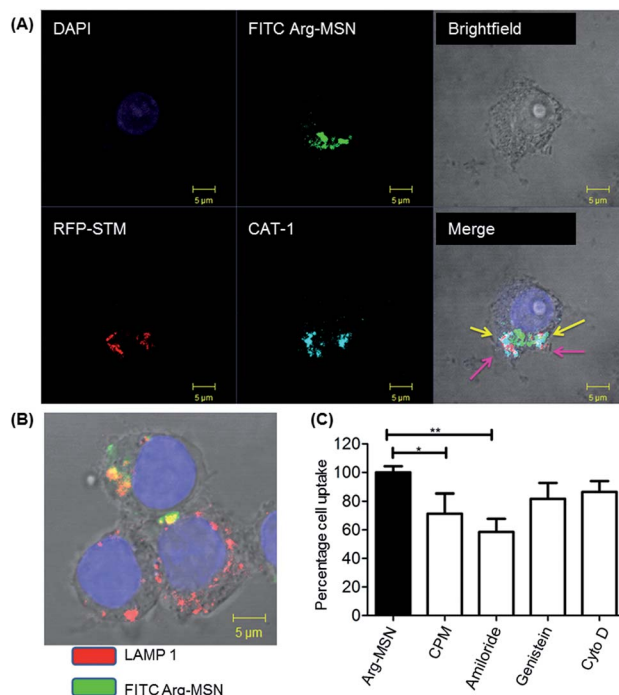 (A)
DAPI
FITC Arg-MSN
Brightfield
5 µm
5 µm
5 µm
RFP-STM
CAT-1
Merge
5 µm
5 µm
5 µm
(B)
5 µm
LAMP 1
FITC Arg-MSN
(C)
Percentage cell uptake
120
100
80
60
40
20
0
**
*
Arg-MSN
CPM
Amiloride
Genistein
Cyto D